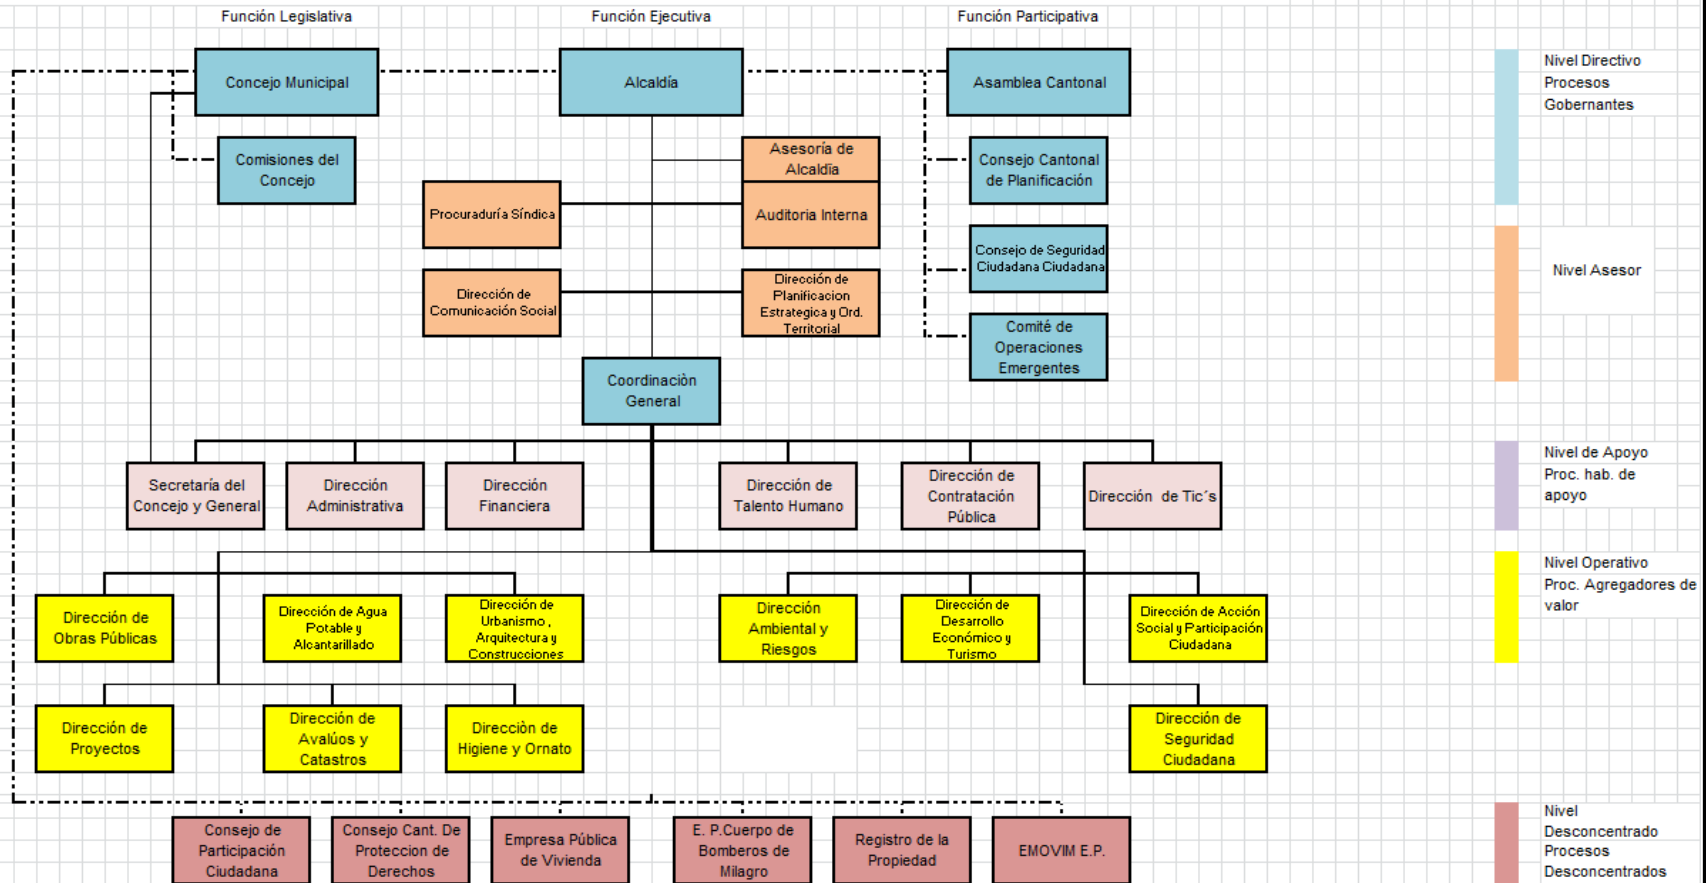 Función Legislativa
Función Ejecutiva
Función Participativa
Concejo Municipal
Alcaldía
Asamblea Cantonal
Nivel Directivo
Procesos
Gobernantes
Comisiones del
Concejo
Asesoría de
Alcaldïa
Consejo Cantonal
de Planificación
Procuraduría Síndica
Auditoria Interna
Consejo de Seguridad
Ciudadana Ciudadana
Nivel Asesor
Dirección de
Comunicación Social
Dirección de
Planificacion
Estrategica y Ord.
Territorial
Comité de
Operaciones
Emergentes
Coordinaciòn
General
Secretaría del
Concejo y General
Dirección
Administrativa
Dirección
Financiera
Dirección de
Talento Humano
Dirección de
Contratación
Pública
Dirección  de Tic´s
Nivel de Apoyo
Proc. hab. de
apoyo
Nivel Operativo
Proc. Agregadores de
valor
Dirección de
Obras Públicas
Dirección de Agua
Potable y
Alcantarillado
Dirección de
Urbanismo ,
Arquitectura y
Construcciones
Dirección
Ambiental y
Riesgos
Dirección de
Desarrollo
Económico y
Turismo
Dirección de Acción
Social y Participación
Ciudadana
Dirección de
Proyectos
Dirección de
Avalúos y
Catastros
Direcciòn de
Higiene y Ornato
Dirección de
Seguridad
Ciudadana
Consejo de
Participación
Ciudadana
Consejo Cant. De
Proteccion de
Derechos
Empresa Pública
de Vivienda
E. P.Cuerpo de
Bomberos de
Milagro
Registro de la
Propiedad
EMOVIM E.P.
Nivel
Desconcentrado
Procesos
Desconcentrados